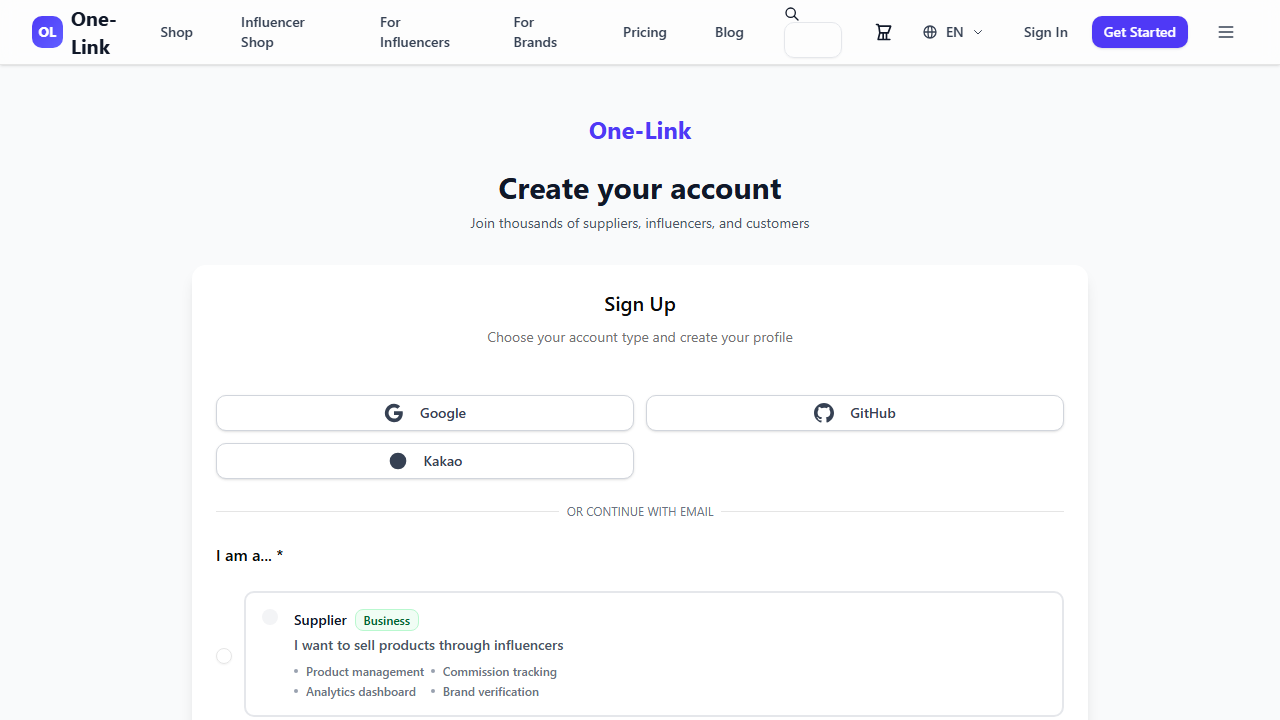 OL
One-
Link
Shop
Influencer
Shop
For
Influencers
For
Brands
Pricing
Blog
EN
Sign In
Get Started
One-Link
Create your account
Join thousands of suppliers, influencers, and customers
Sign Up
Choose your account type and create your profile
Google
GitHub
Kakao
OR CONTINUE WITH EMAIL
I am a... *
Supplier
Business
I want to sell products through influencers
• Product management • Commission tracking
• Analytics dashboard • Brand verification